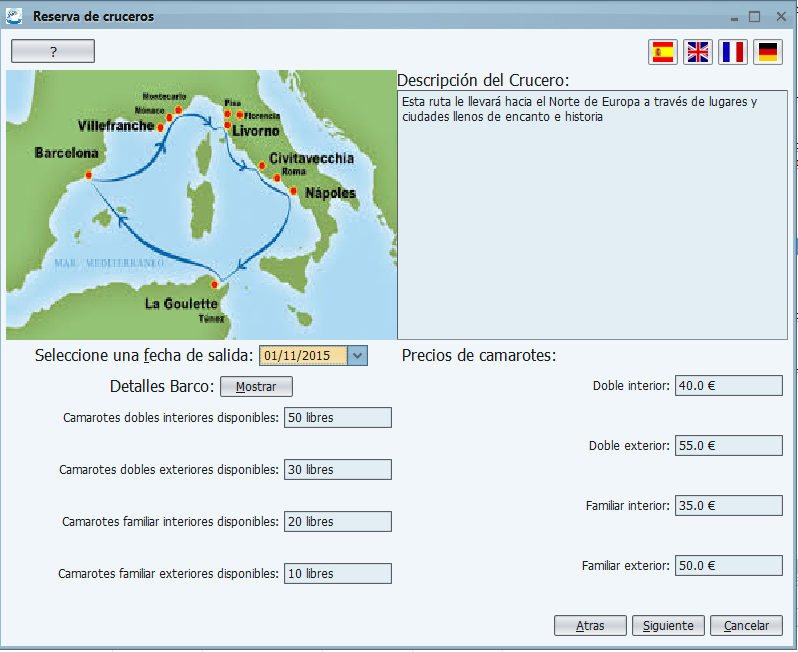 Reserva de cruceros
?
Descripción del Crucero:
Esta ruta le llevará hacia el Norte de Europa a través de lugares y
ciudades llenos de encanto e historia
Montecarlo
Mónaco
Villefranche
Pisa
Florencia
Livorno
Barcelona
Civitavecchia
Roma
Nápoles
MAR MEDITERRANEO
La Goulette
Túnez
Seleccione una fecha de salida: 01/11/2015
Detalles Barco: Mostrar
Camarotes dobles interiores disponibles: 50 libres
Camarotes dobles exteriores disponibles: 30 libres
Camarotes familiar interiores disponibles: 20 libres
Camarotes familiar exteriores disponibles: 10 libres
Precios de camarotes:
Doble interior: 40.0 €
Doble exterior: 55.0 €
Familiar interior: 35.0 €
Familiar exterior: 50.0 €
Atras Siguiente Cancelar